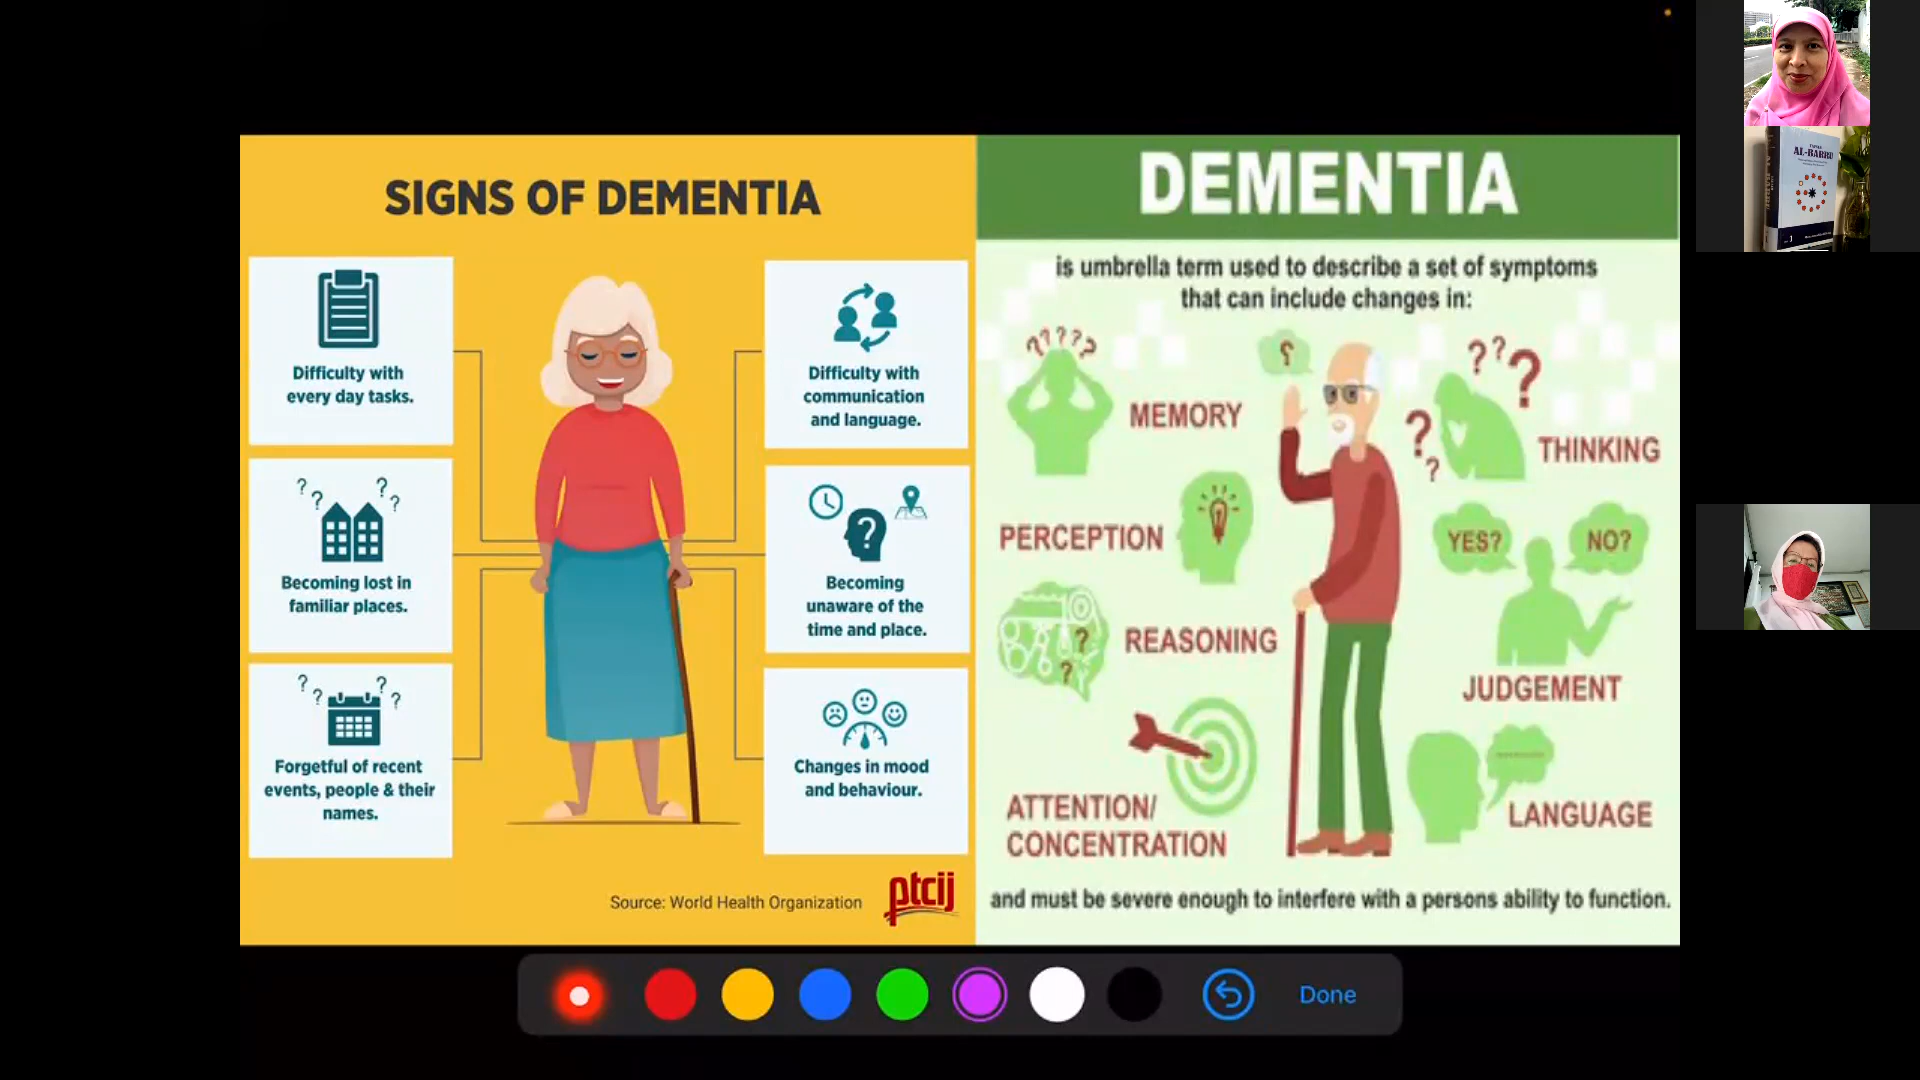 SIGNS OF DEMENTIA
Difficulty with
every day tasks.
Becoming lost in
familiar places.
Forgetful of recent
events, people & their
names.
Difficulty with
communication
and language.
Becoming
unaware of the
time and place.
Changes in mood
and behaviour.
Source: World Health Organization
ptcij
DEMENTIA
is umbrella term used to describe a set of symptoms
that can include changes in:
MEMORY
THINKING
PERCEPTION
YES?
NO?
REASONING
JUDGEMENT
ATTENTION/
CONCENTRATION
LANGUAGE
and must be severe enough to interfere with a persons ability to function.
Done